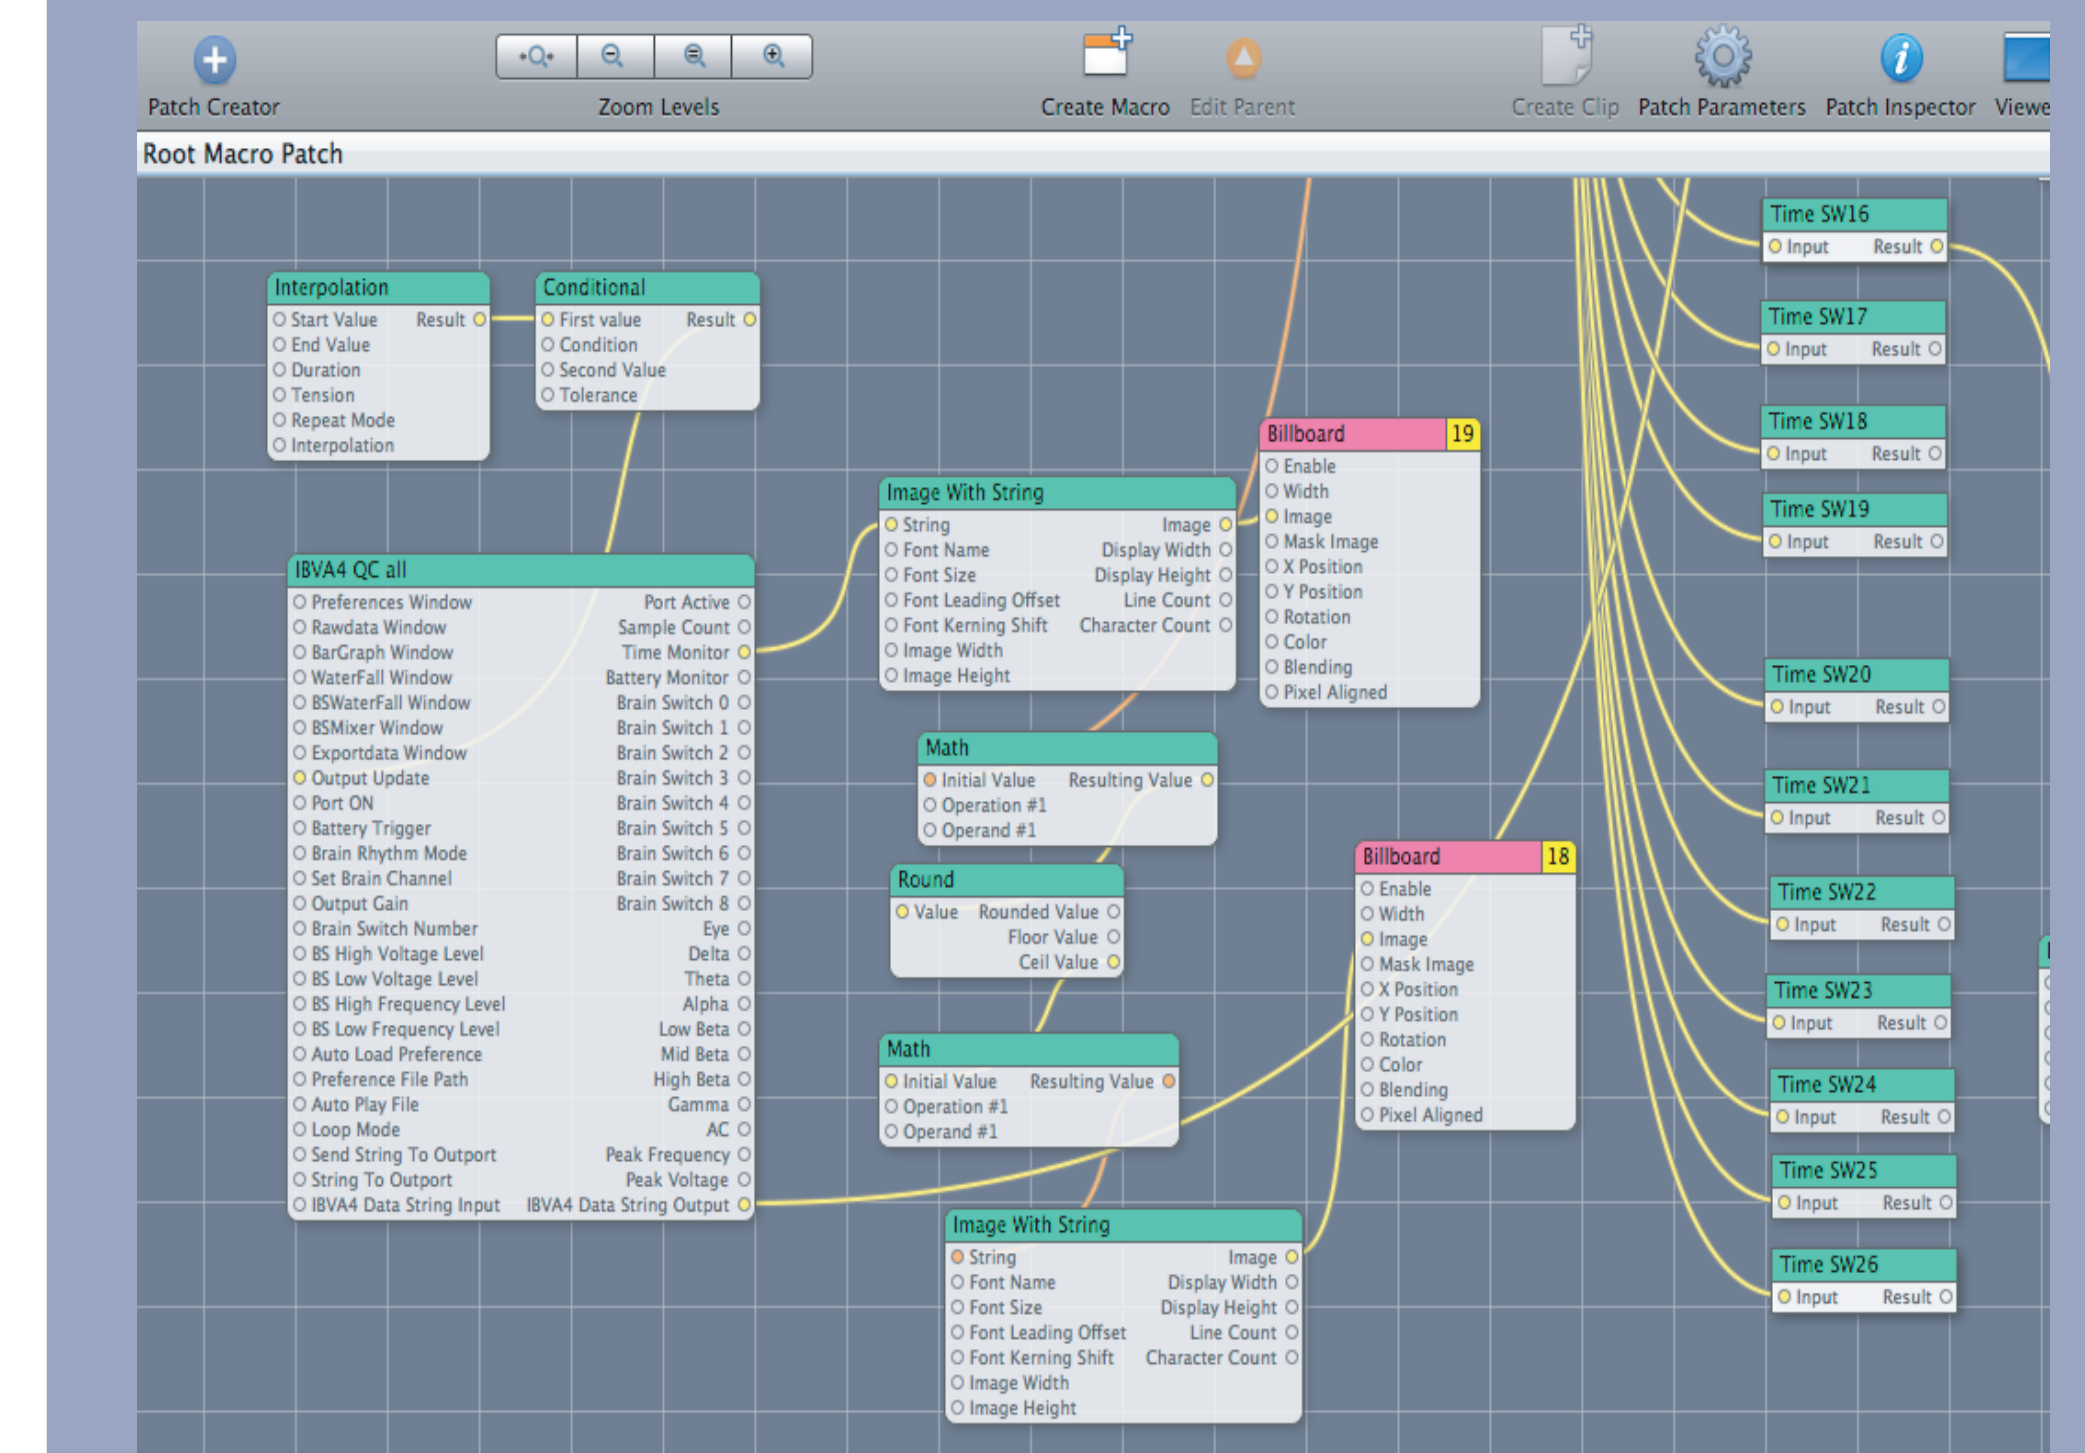 Patch Creator
Zoom Levels
Create Macro
Edit Parent
Create Clip
Patch Parameters
Patch Inspector
Root Macro Patch
Interpolation
Start Value Result
End Value
Duration
Tension
Repeat Mode
Interpolation
Conditional
First value Result
Condition
Second Value
Tolerance
IBVA4 QC all
Preferences Window Port Active
Rawdata Window Sample Count
BarGraph Window Time Monitor
WaterFall Window Battery Monitor
BSWaterFall Window Brain Switch 0
BSMixer Window Brain Switch 1
Exportdata Window Brain Switch 2
Output Update Brain Switch 3
Port ON Brain Switch 4
Battery Trigger Brain Switch 5
Brain Rhythm Mode Brain Switch 6
Set Brain Channel Brain Switch 7
Output Gain Brain Switch 8
Brain Switch Number Eye
BS High Voltage Level Delta
BS Low Voltage Level Theta
BS High Frequency Level Alpha
BS Low Frequency Level Low Beta
Auto Load Preference Mid Beta
Preference File Path High Beta
Auto Play File Gamma
Loop Mode AC
Send String To Outport Peak Frequency
String To Outport Peak Voltage
IBVA4 Data String Input IBVA4 Data String Output
Image With String
String Image
Font Name Display Width
Font Size Display Height
Font Leading Offset Line Count
Font Kerning Shift Character Count
Image Width
Image Height
Billboard 19
Enable
Width
Image
Mask Image
X Position
Y Position
Rotation
Color
Blending
Pixel Aligned
Math
Initial Value Resulting Value
Operation #1
Operand #1
Round
Value Rounded Value
Floor Value
Ceil Value
Math
Initial Value Resulting Value
Operation #1
Operand #1
Billboard 18
Enable
Width
Image
Mask Image
X Position
Y Position
Rotation
Color
Blending
Pixel Aligned
Image With String
String Image
Font Name Display Width
Font Size Display Height
Font Leading Offset Line Count
Font Kerning Shift Character Count
Image Width
Image Height
Time SW16
Input Result
Time SW17
Input Result
Time SW18
Input Result
Time SW19
Input Result
Time SW20
Input Result
Time SW21
Input Result
Time SW22
Input Result
Time SW23
Input Result
Time SW24
Input Result
Time SW25
Input Result
Time SW26
Input Result